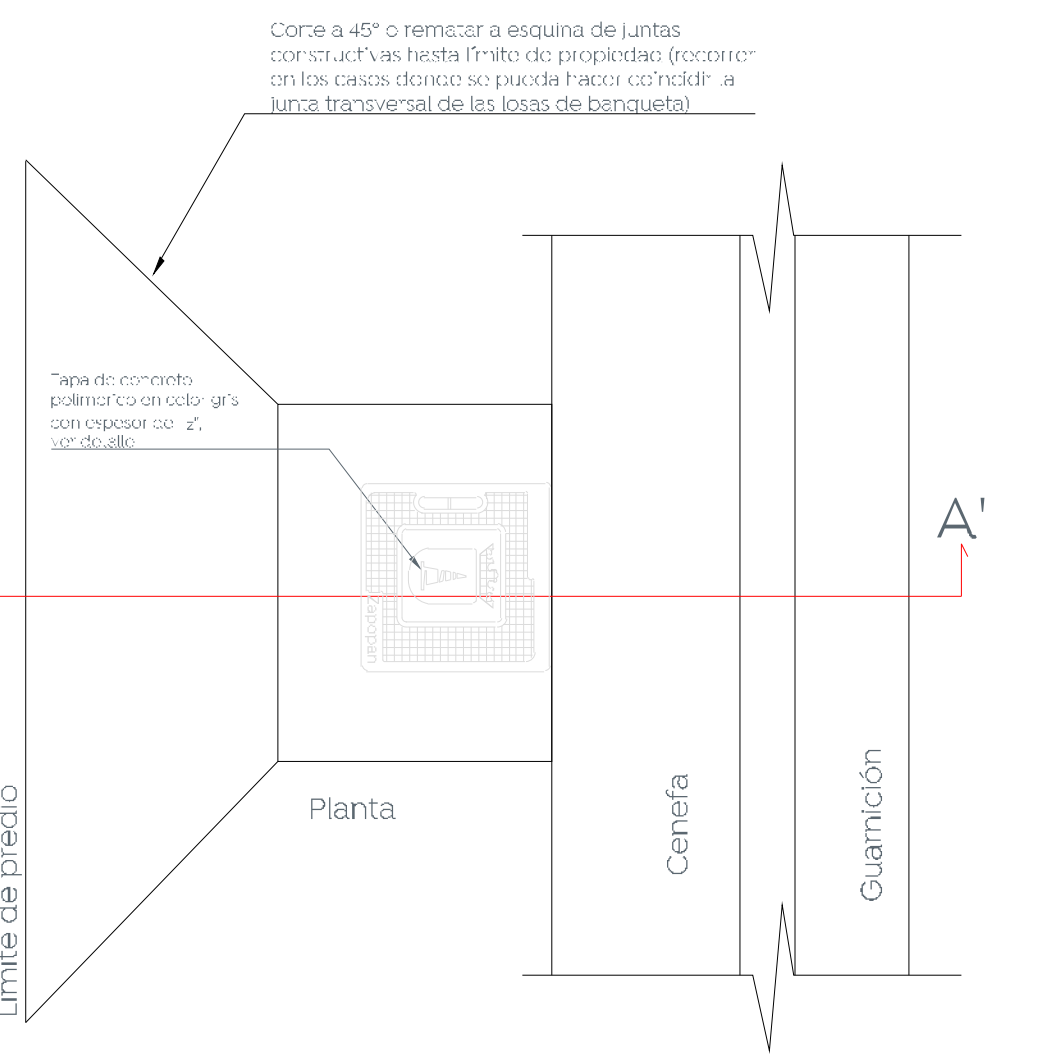 Corte a 45° o rematar a esquina de juntas
constructivas hasta límite de propiedad (recorrer
en los casos donde se pueda hacer coincidir la
junta transversal de las losas de banqueta)
Tapa de concreto
polimerico en color gris
con espesor de
ver detalle
A'
Zapopan
Planta
Cenefa
Guarnición
Limite de predio